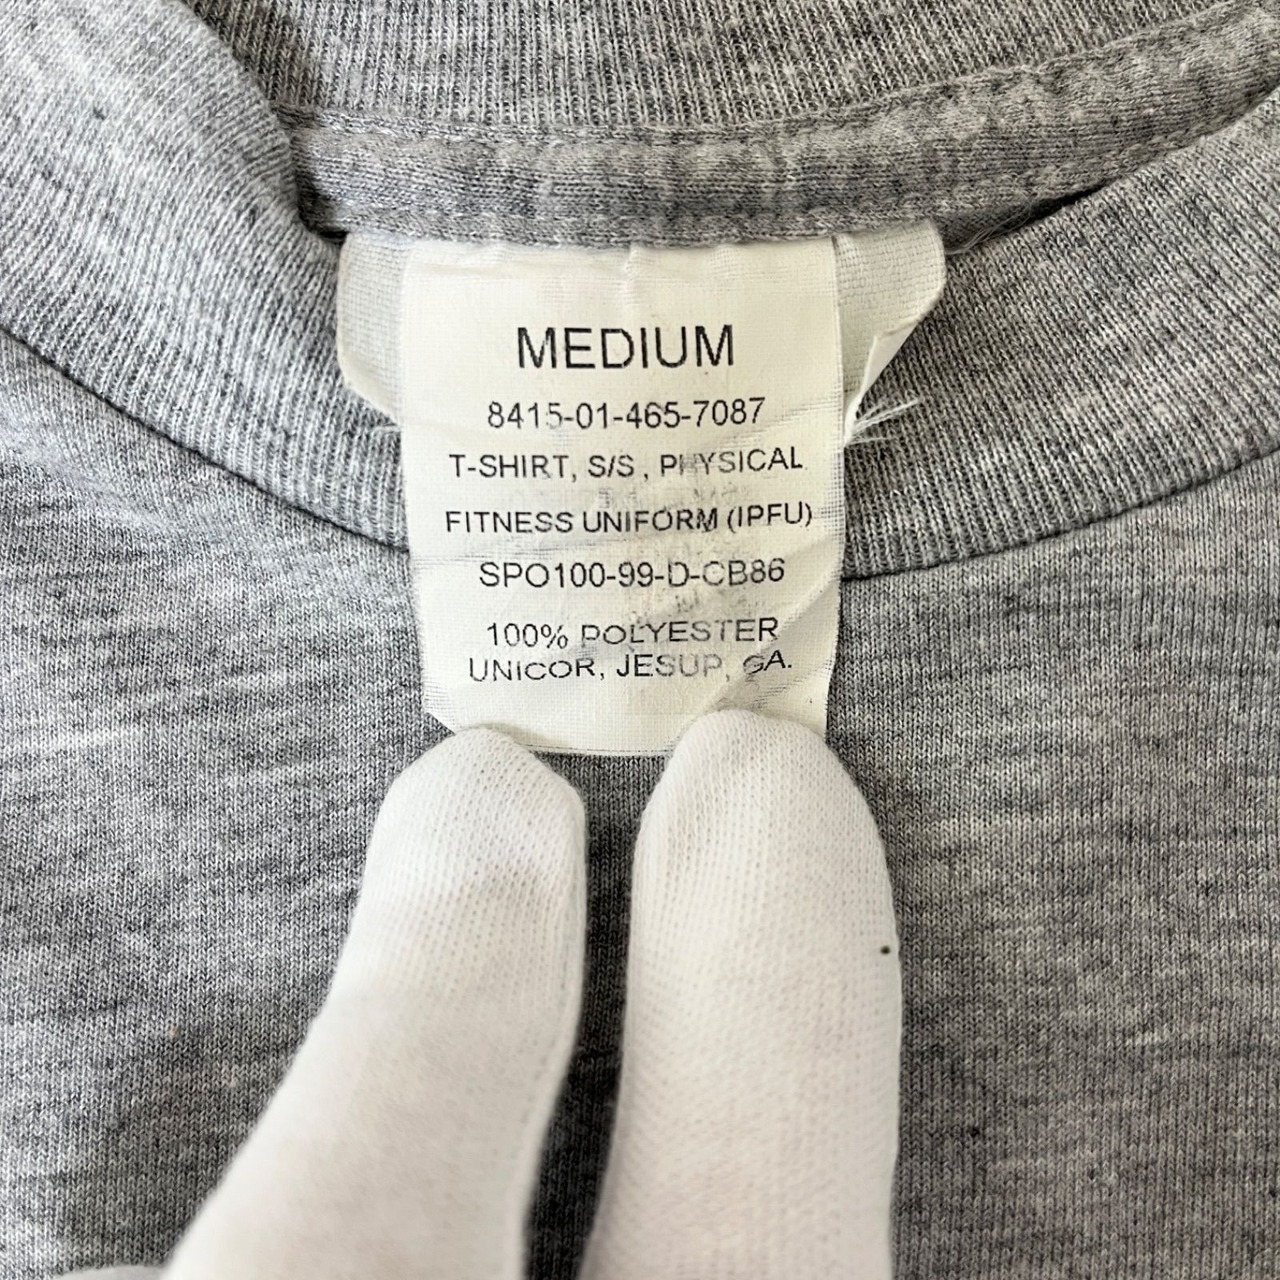 MEDIUM
8415-01-465-7087
T-SHIRT, S/S, PHYSICAL
FITNESS UNIFORM (IPFU)
SPO100-99-D-CB86
100% POLYESTER
UNICOR, JESUP, GA.